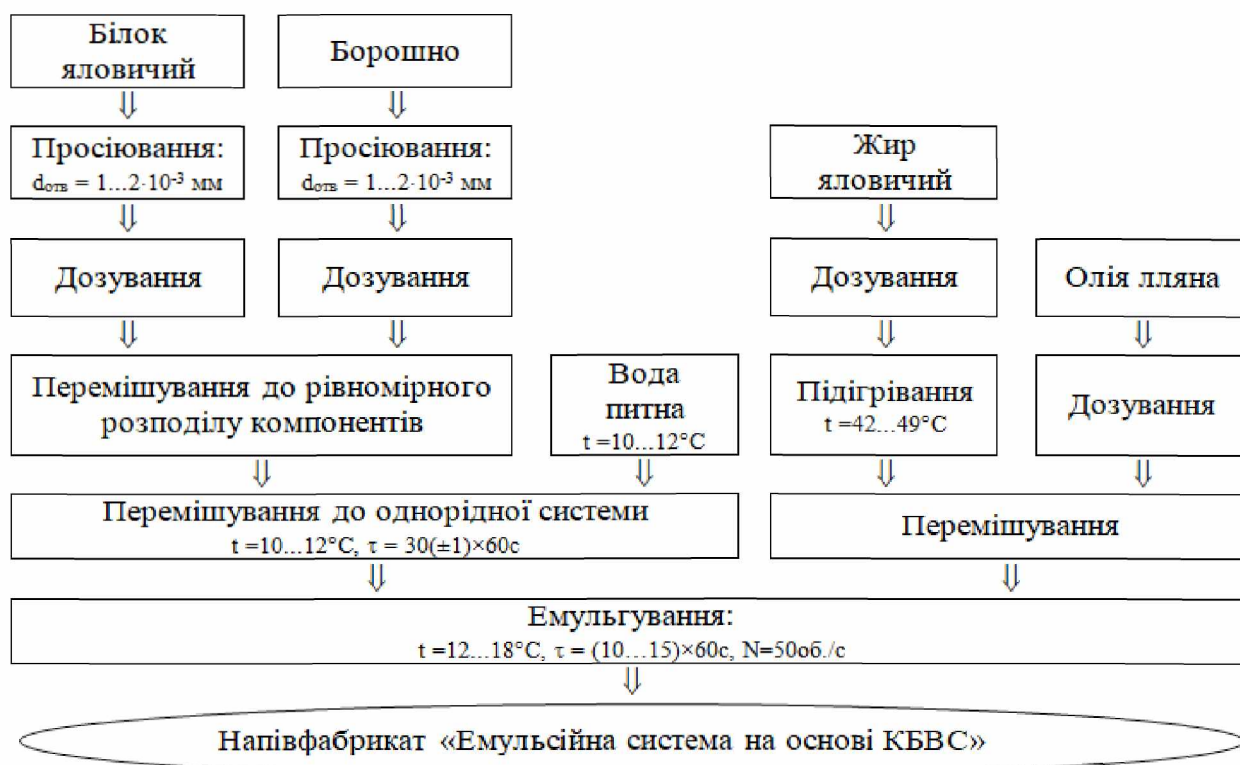 Білок
яловичий
Борошно
Просіювання:
dотв = 1...2·10⁻³ мм
Просіювання:
dотв = 1...2·10⁻³ мм
Жир
яловичий
Дозування
Дозування
Дозування
Олія лляна
Перемішування до рівномірного
розподілу компонентів
Вода
питна
t =10...12°C
Підігрівання
t =42...49°C
Дозування
Перемішування до однорідної системи
t =10...12°C, τ = 30(±1)×60с
Перемішування
Емульгування:
t =12...18°C, τ = (10...15)×60с, N=50об./с
Напівфабрикат «Емульсійна система на основі КБВС»